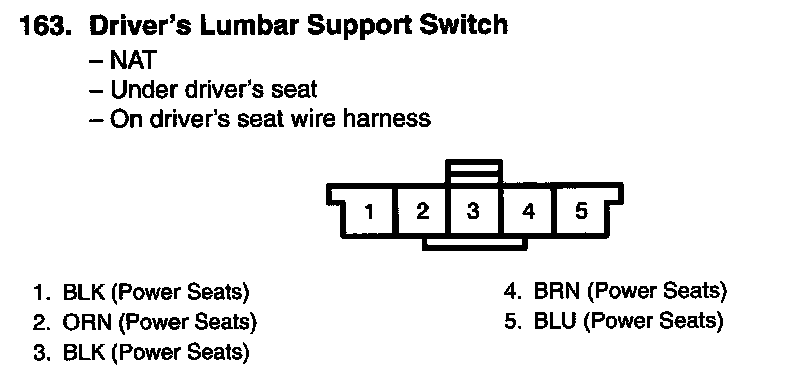 163. Driver's Lumbar Support Switch
– NAT
– Under driver's seat
– On driver's seat wire harness
1 2 3 4 5
1. BLK (Power Seats)
2. ORN (Power Seats)
3. BLK (Power Seats)
4. BRN (Power Seats)
5. BLU (Power Seats)